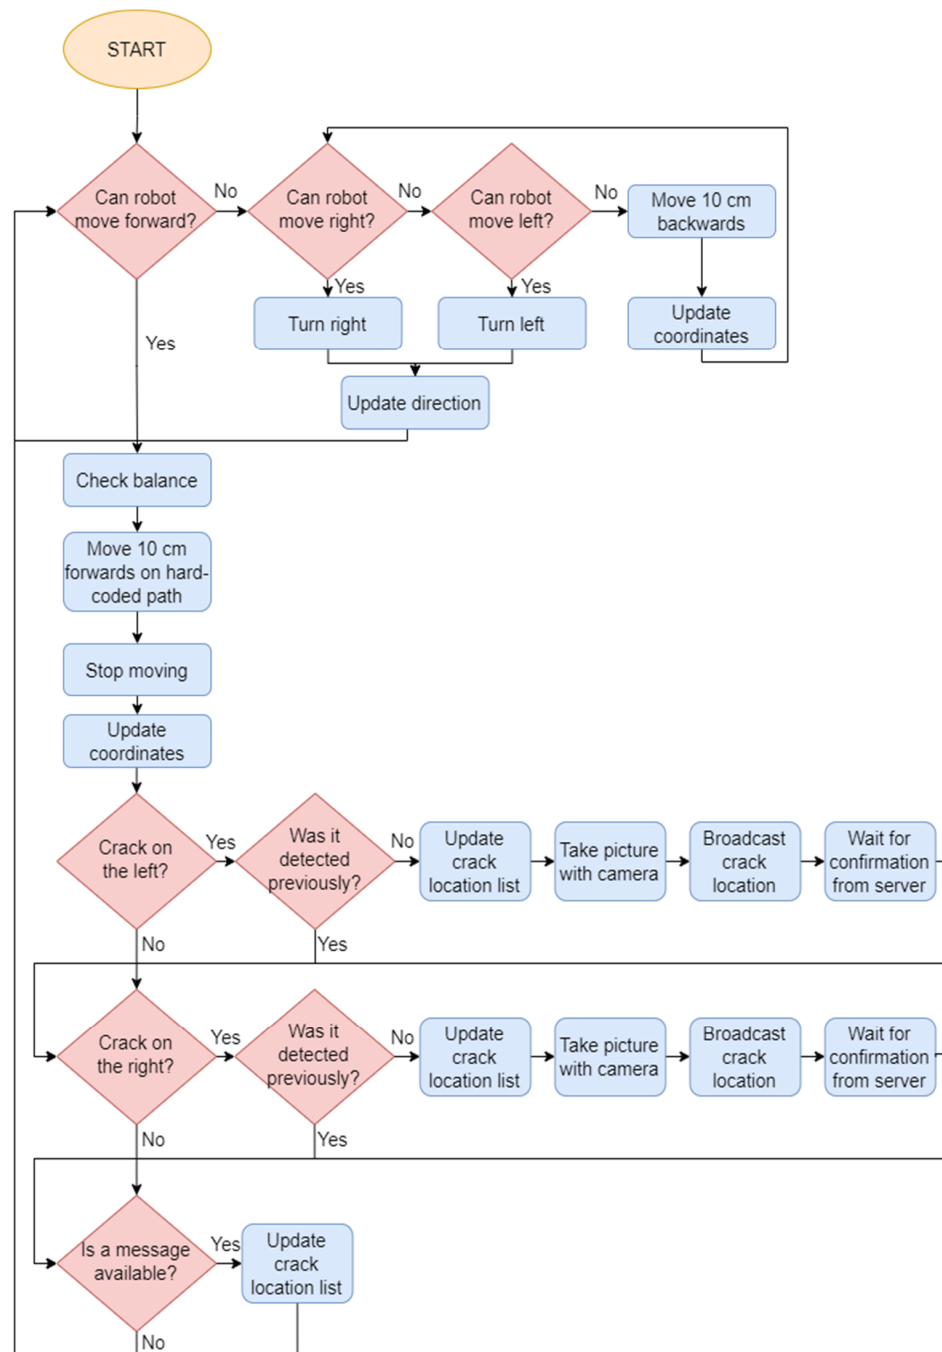 START
Can robot
move forward?
No
Can robot
move right?
No
Can robot
move left?
No
Move 10 cm
backwards
Yes
Yes
Turn right
Turn left
Update
coordinates
Yes
Update direction
Check balance
Move 10 cm
forwards on hard-
coded path
Stop moving
Update
coordinates
Crack on
the left?
Yes
Was it
detected
previously?
No
Update
crack
location list
Take picture
with camera
Broadcast
crack
location
Wait for
confirmation
from server
No
Yes
Crack on
the right?
Yes
Was it
detected
previously?
No
Update
crack
location list
Take picture
with camera
Broadcast
crack
location
Wait for
confirmation
from server
No
Yes
Is a message
available?
Yes
Update
crack
location list
No